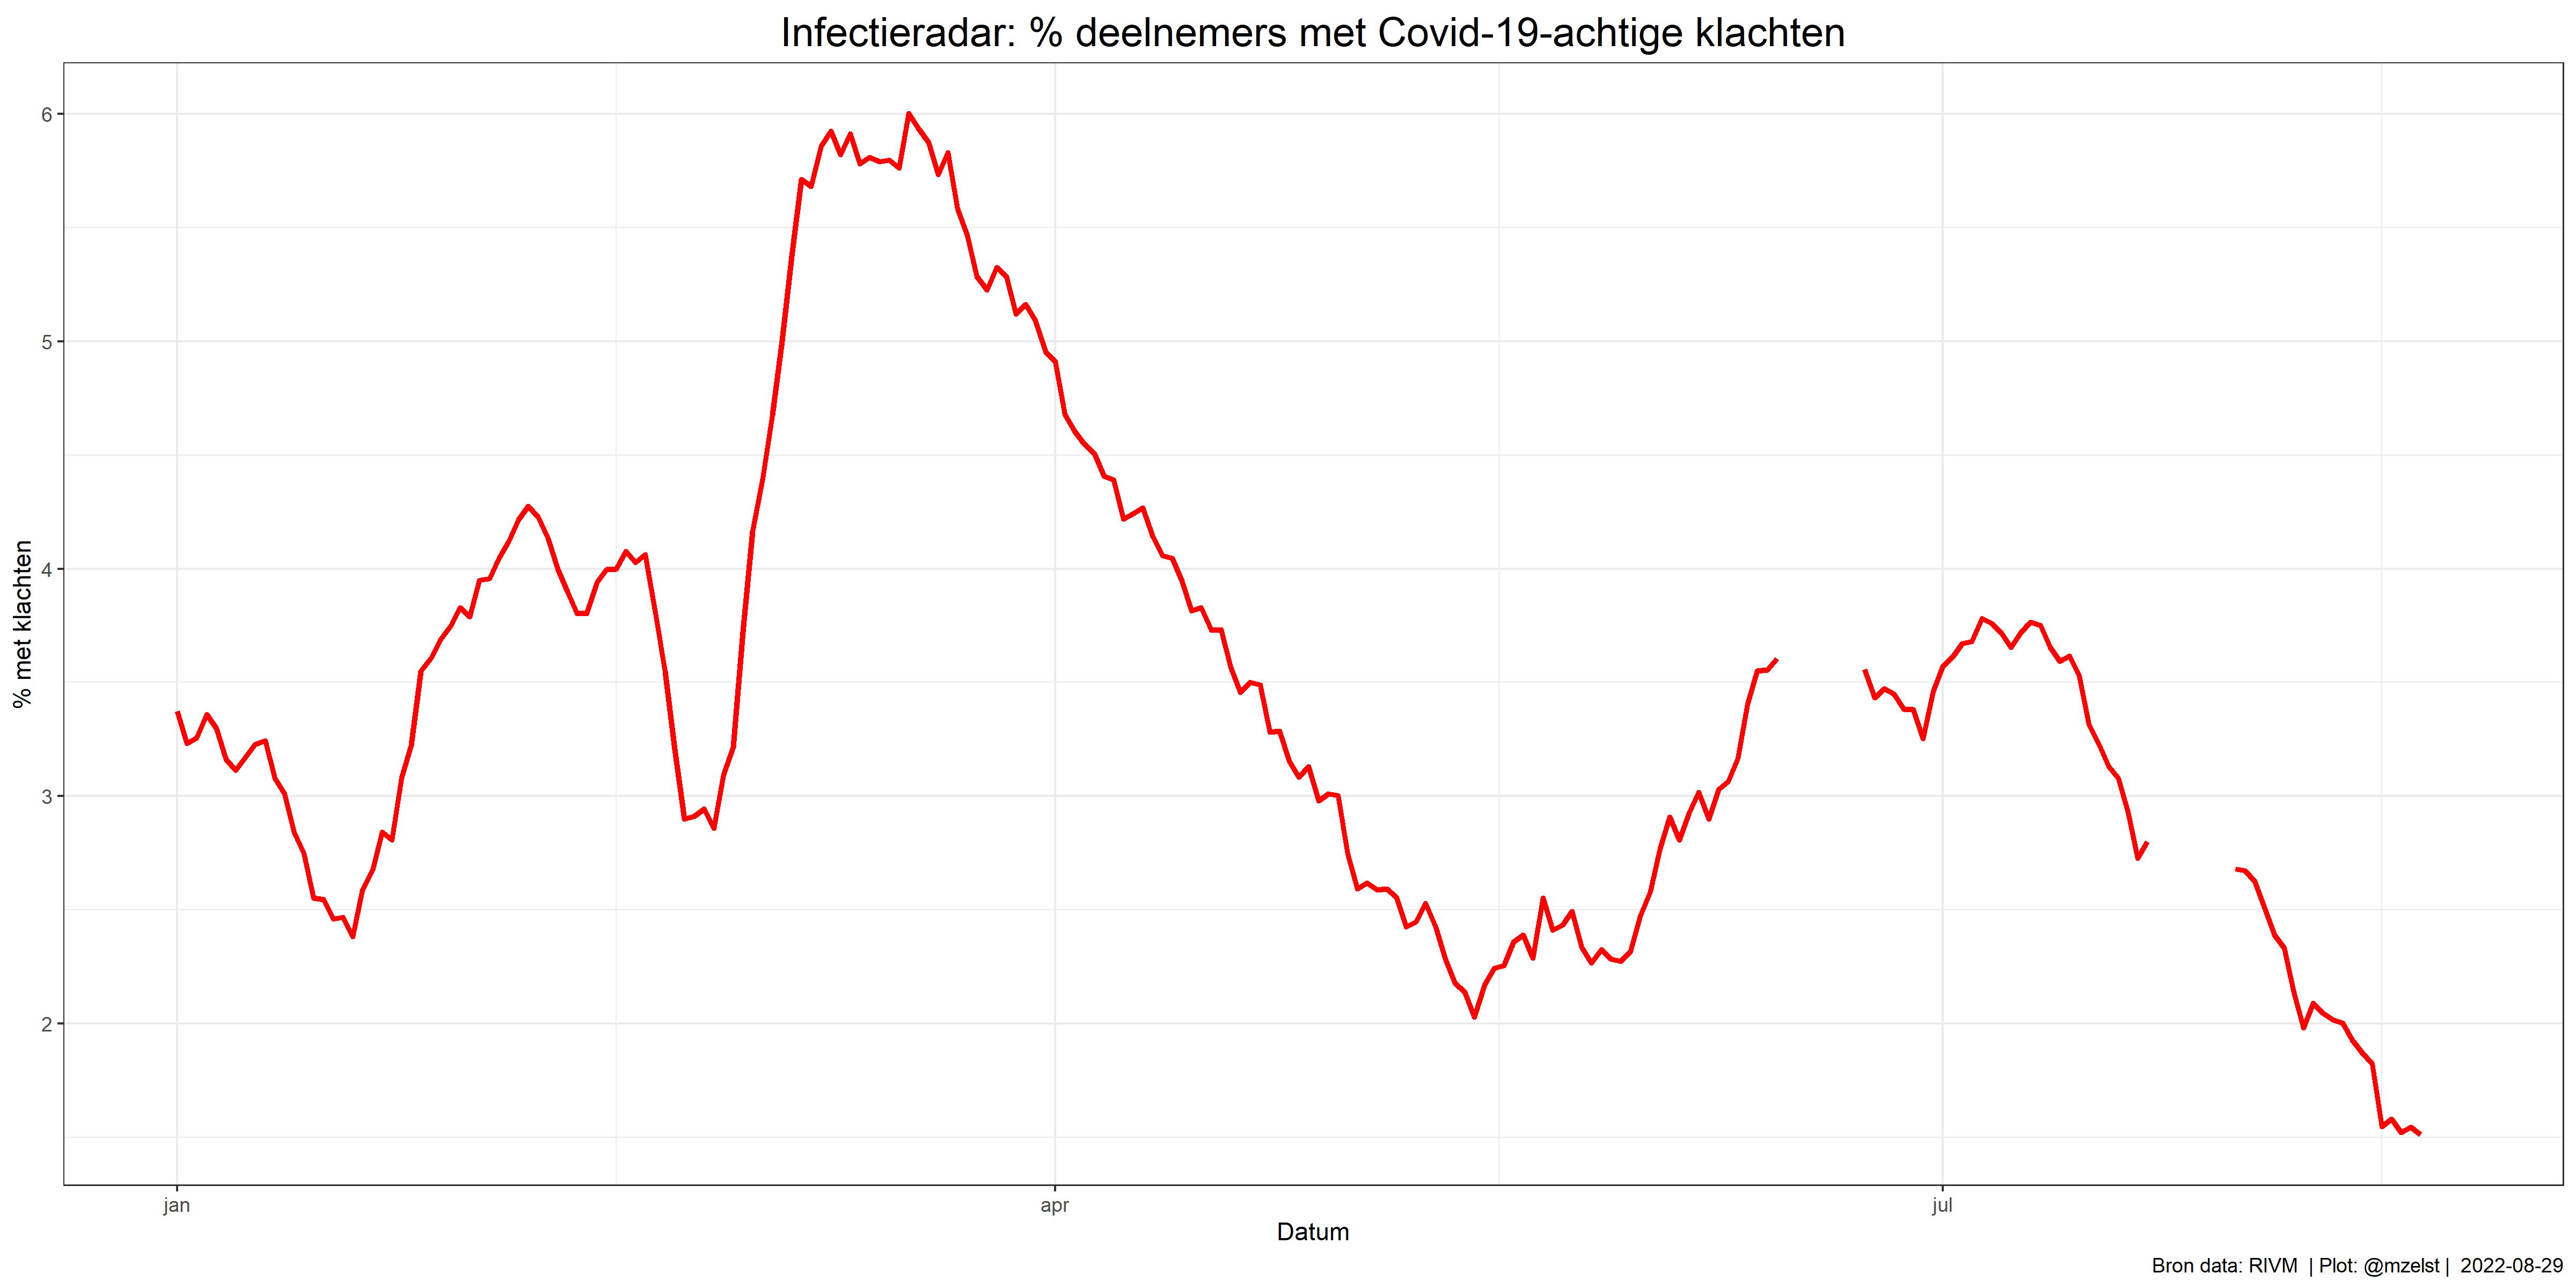 Infectieradar: % deelnemers met Covid-19-achtige klachten
% met klachten
6
5
4
3
2
jan apr jul
Datum
Bron data: RIVM | Plot: @mzelst | 2022-08-29